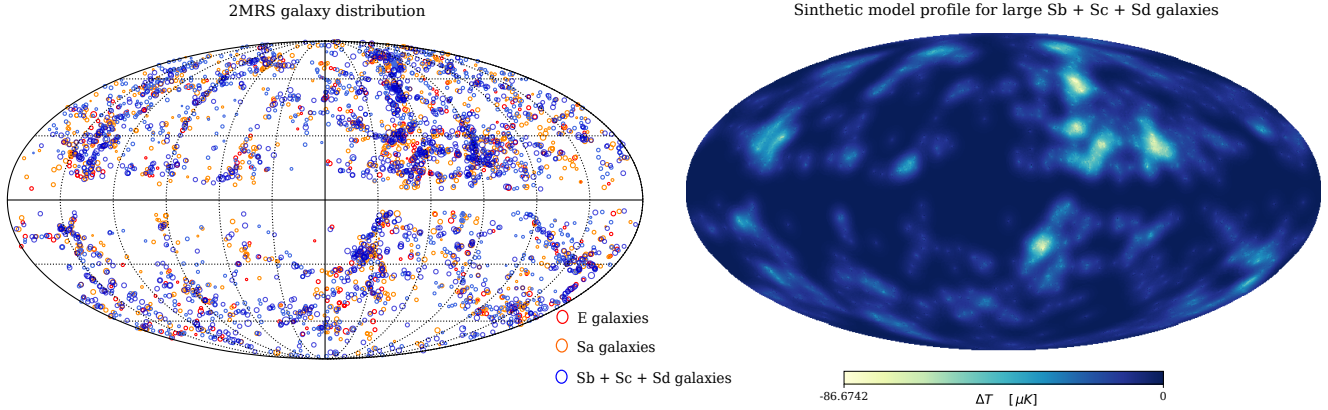 2MRS galaxy distribution
Sinthetic model profile for large Sb + Sc + Sd galaxies
E galaxies
Sa galaxies
Sb + Sc + Sd galaxies
-86.6742
0
ΔT [μK]